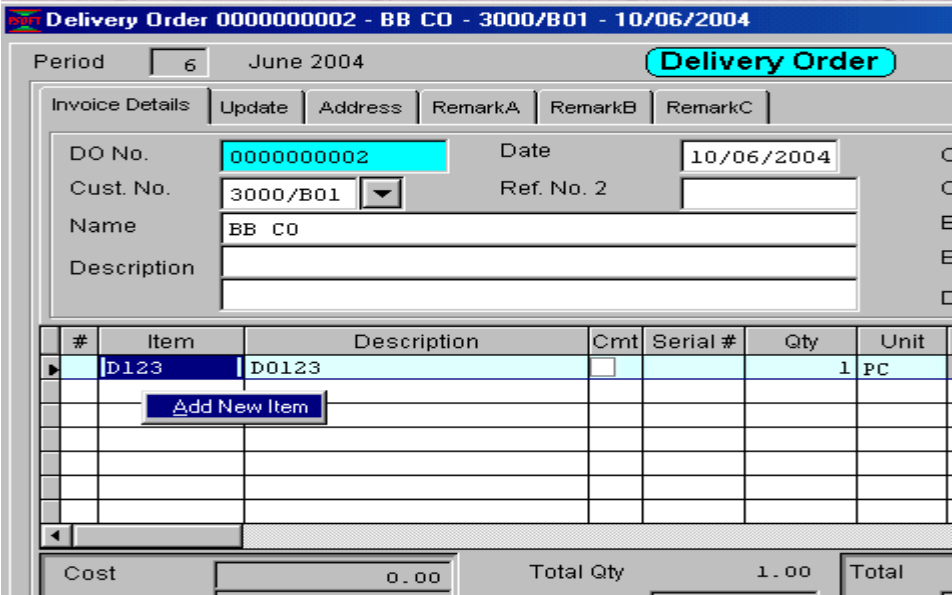 PSOFT Delivery Order 0000000002 - BB CO - 3000/B01 - 10/06/2004
Period 6 June 2004 Delivery Order
Invoice Details Update Address RemarkA RemarkB RemarkC
DO No. 0000000002 Date 10/06/2004
Cust. No. 3000/B01 Ref. No. 2
Name BB CO
Description
# Item Description Cmt Serial # Qty Unit
D123 D0123 1 PC
Add New Item
Cost 0.00 Total Qty 1.00 Total